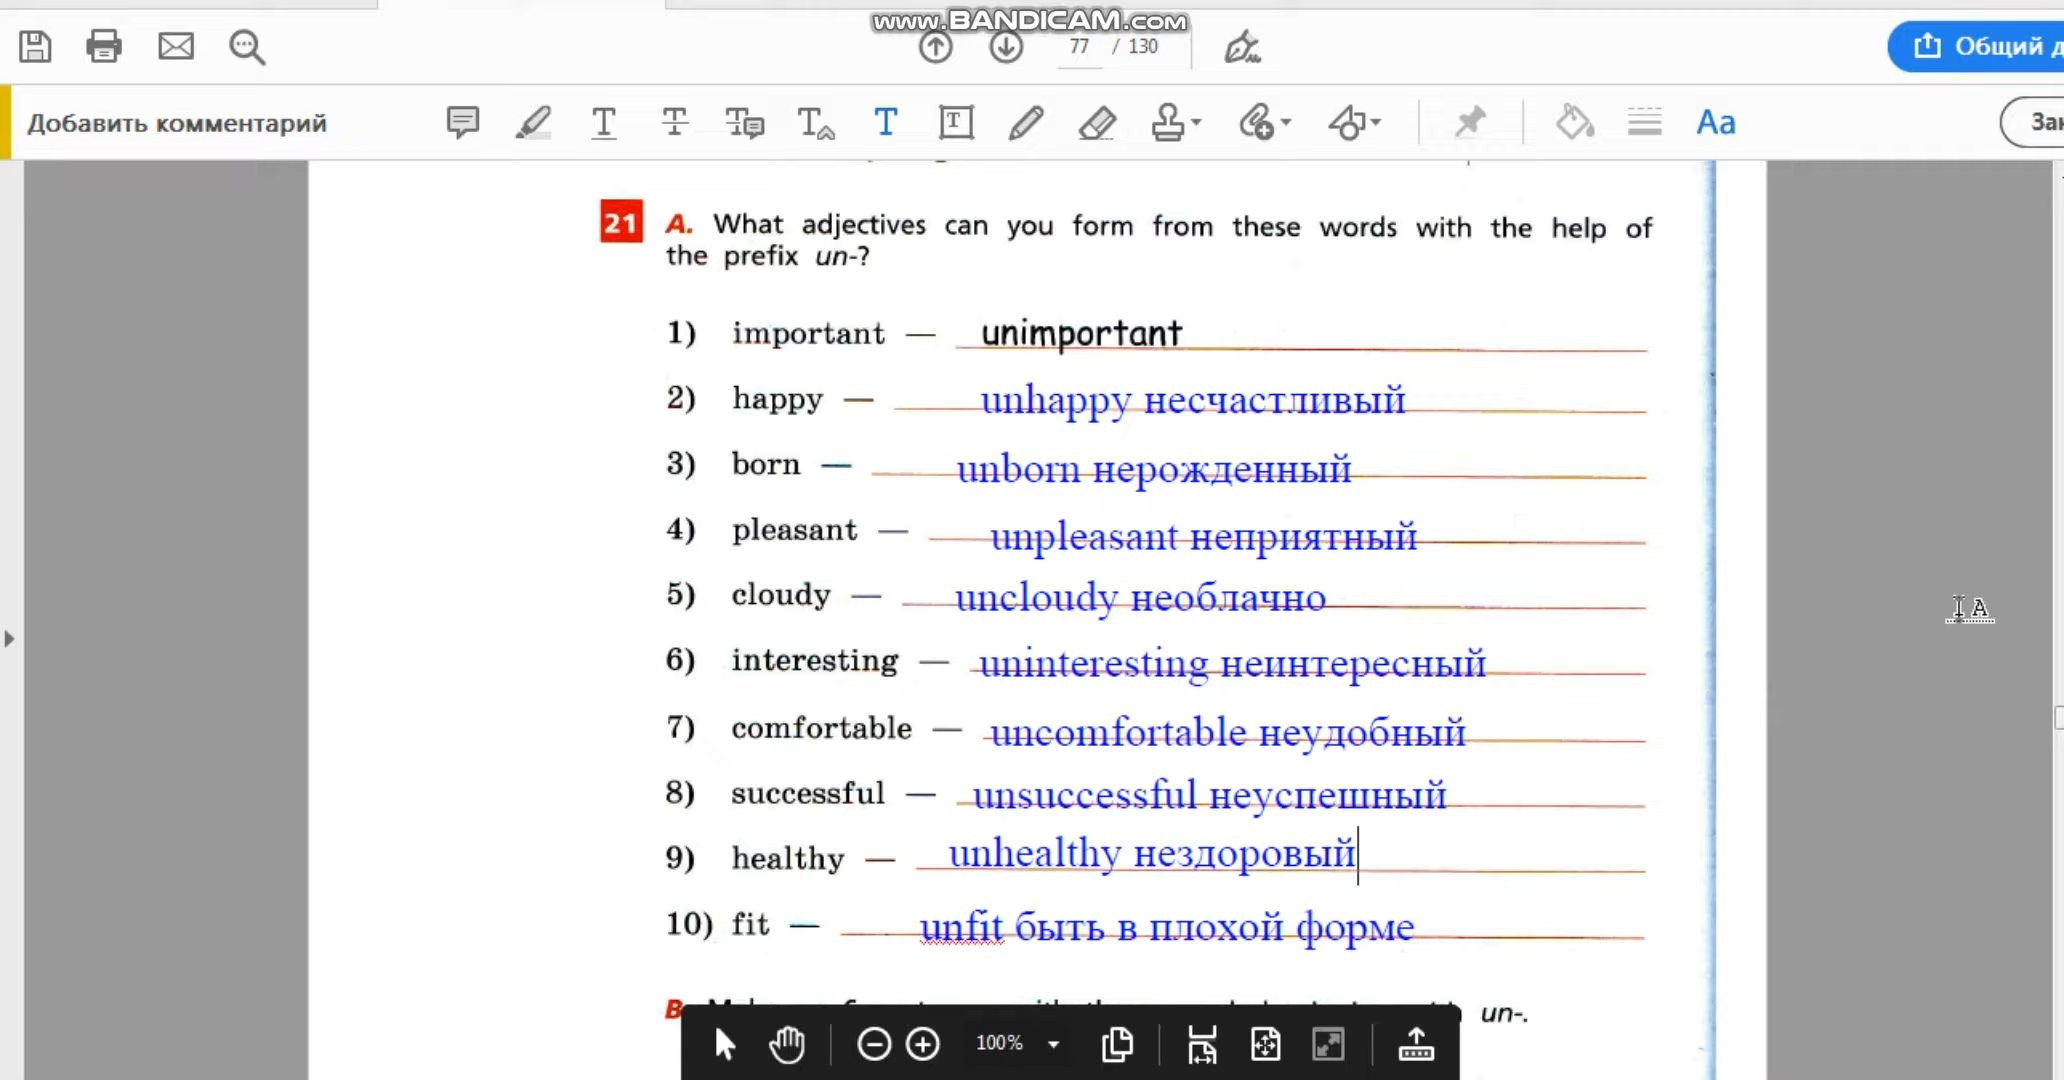 www.BANDICAM.com
77 / 130
Общий д
Добавить комментарий
Aa
Зак
21 A. What adjectives can you form from these words with the help of
the prefix un-?
1) important — unimportant
2) happy — unhappy несчастливый
3) born — unborn нерожденный
4) pleasant — unpleasant неприятный
5) cloudy — uncloudy необлачно
6) interesting — uninteresting неинтересный
7) comfortable — uncomfortable неудобный
8) successful — unsuccessful неуспешный
9) healthy — unhealthy нездоровый
10) fit — unfit быть в плохой форме
B un-.
100%